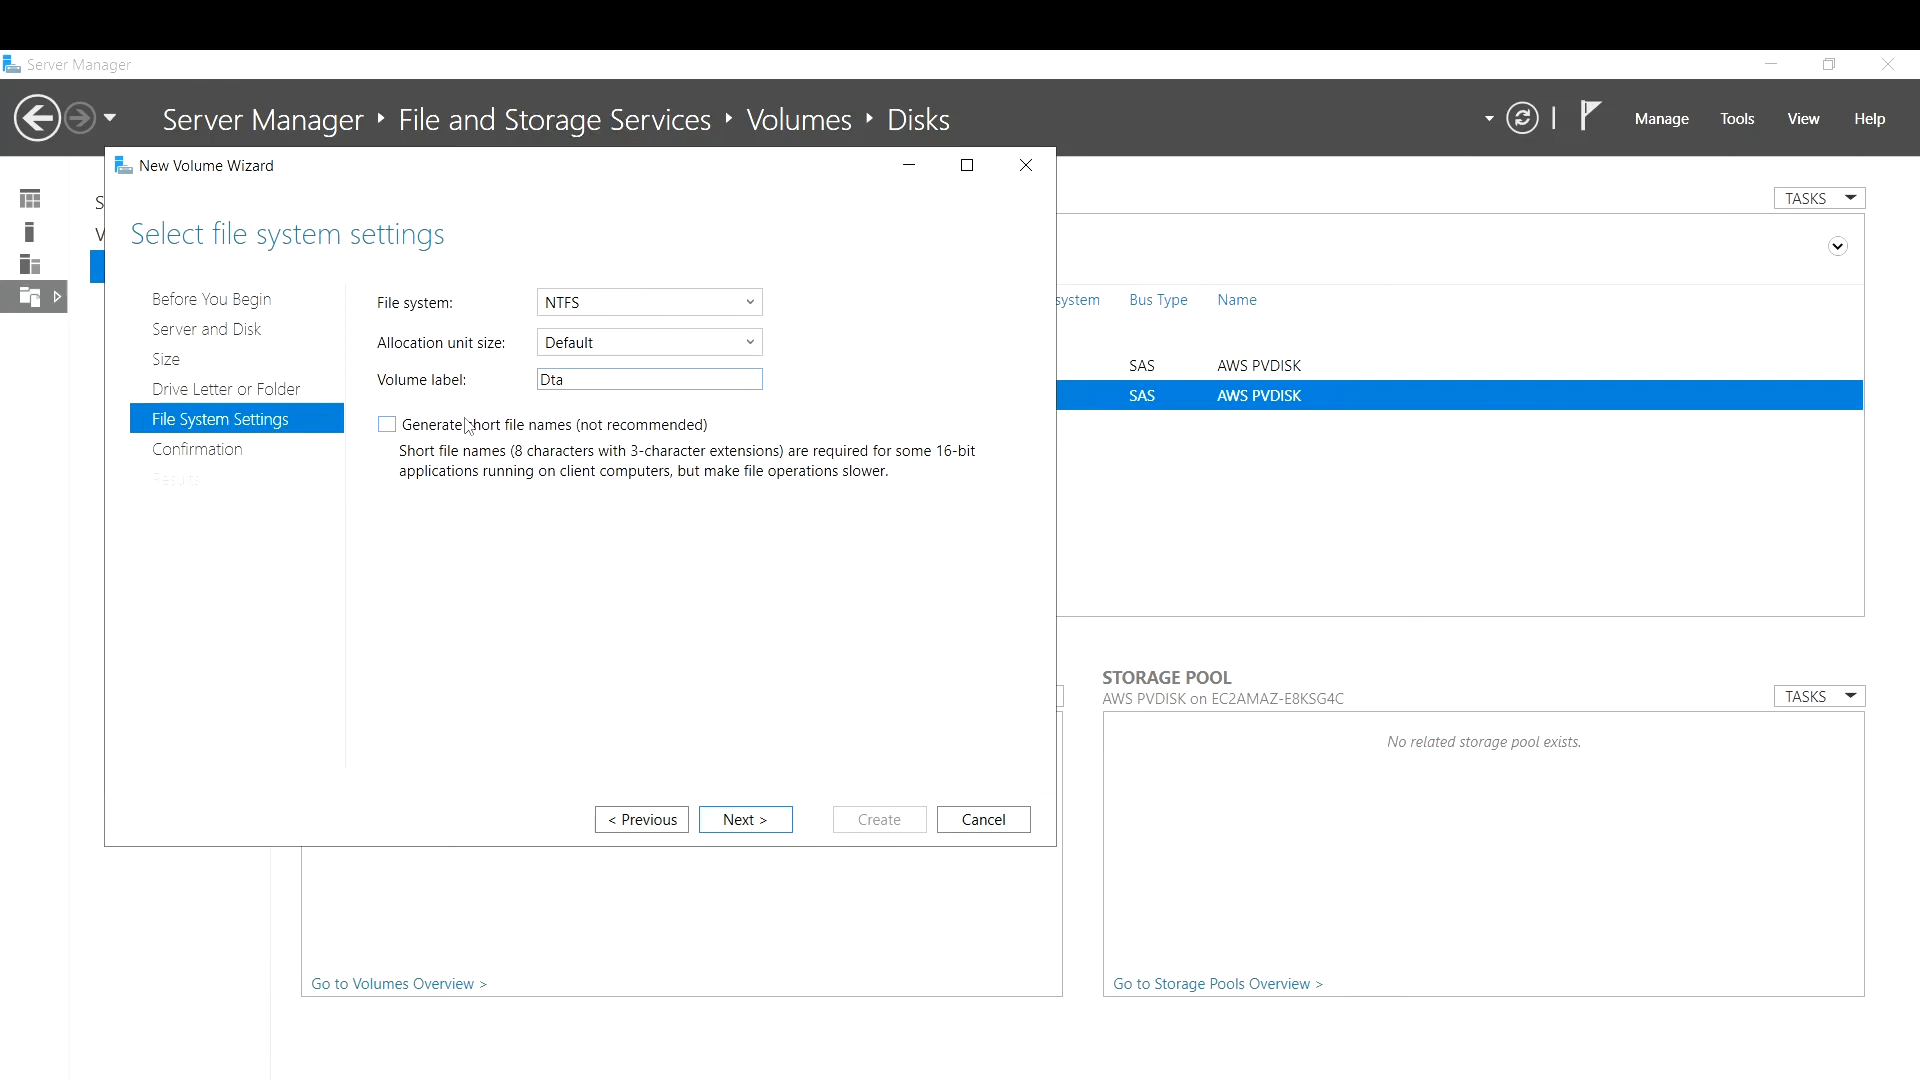 Server Manager
Server Manager ‣ File and Storage Services ‣ Volumes ‣ Disks
Manage Tools View Help
New Volume Wizard
TASKS
S
V
Select file system settings
Before You Begin
Server and Disk
Size
Drive Letter or Folder
File System Settings
Confirmation
Results
File system: NTFS
Allocation unit size: Default
Volume label: Dta
Generate short file names (not recommended)
Short file names (8 characters with 3-character extensions) are required for some 16-bit
applications running on client computers, but make file operations slower.
< Previous Next > Create Cancel
system Bus Type Name
SAS AWS PVDISK
SAS AWS PVDISK
STORAGE POOL
AWS PVDISK on EC2AMAZ-E8KSG4C
TASKS
No related storage pool exists.
Go to Volumes Overview >
Go to Storage Pools Overview >